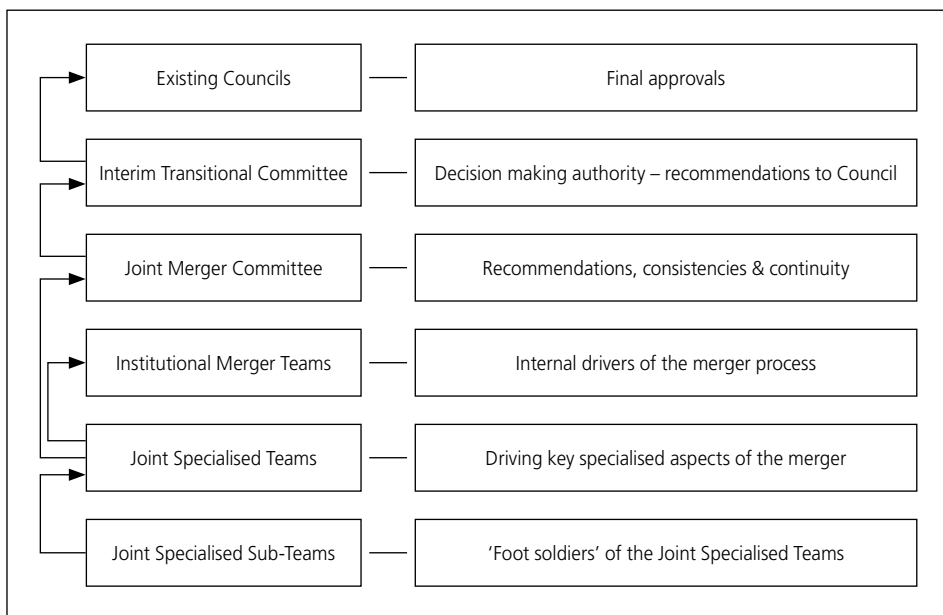 Existing Councils
Final approvals
Interim Transitional Committee
Decision making authority – recommendations to Council
Joint Merger Committee
Recommendations, consistencies & continuity
Institutional Merger Teams
Internal drivers of the merger process
Joint Specialised Teams
Driving key specialised aspects of the merger
Joint Specialised Sub-Teams
‘Foot soldiers’ of the Joint Specialised Teams